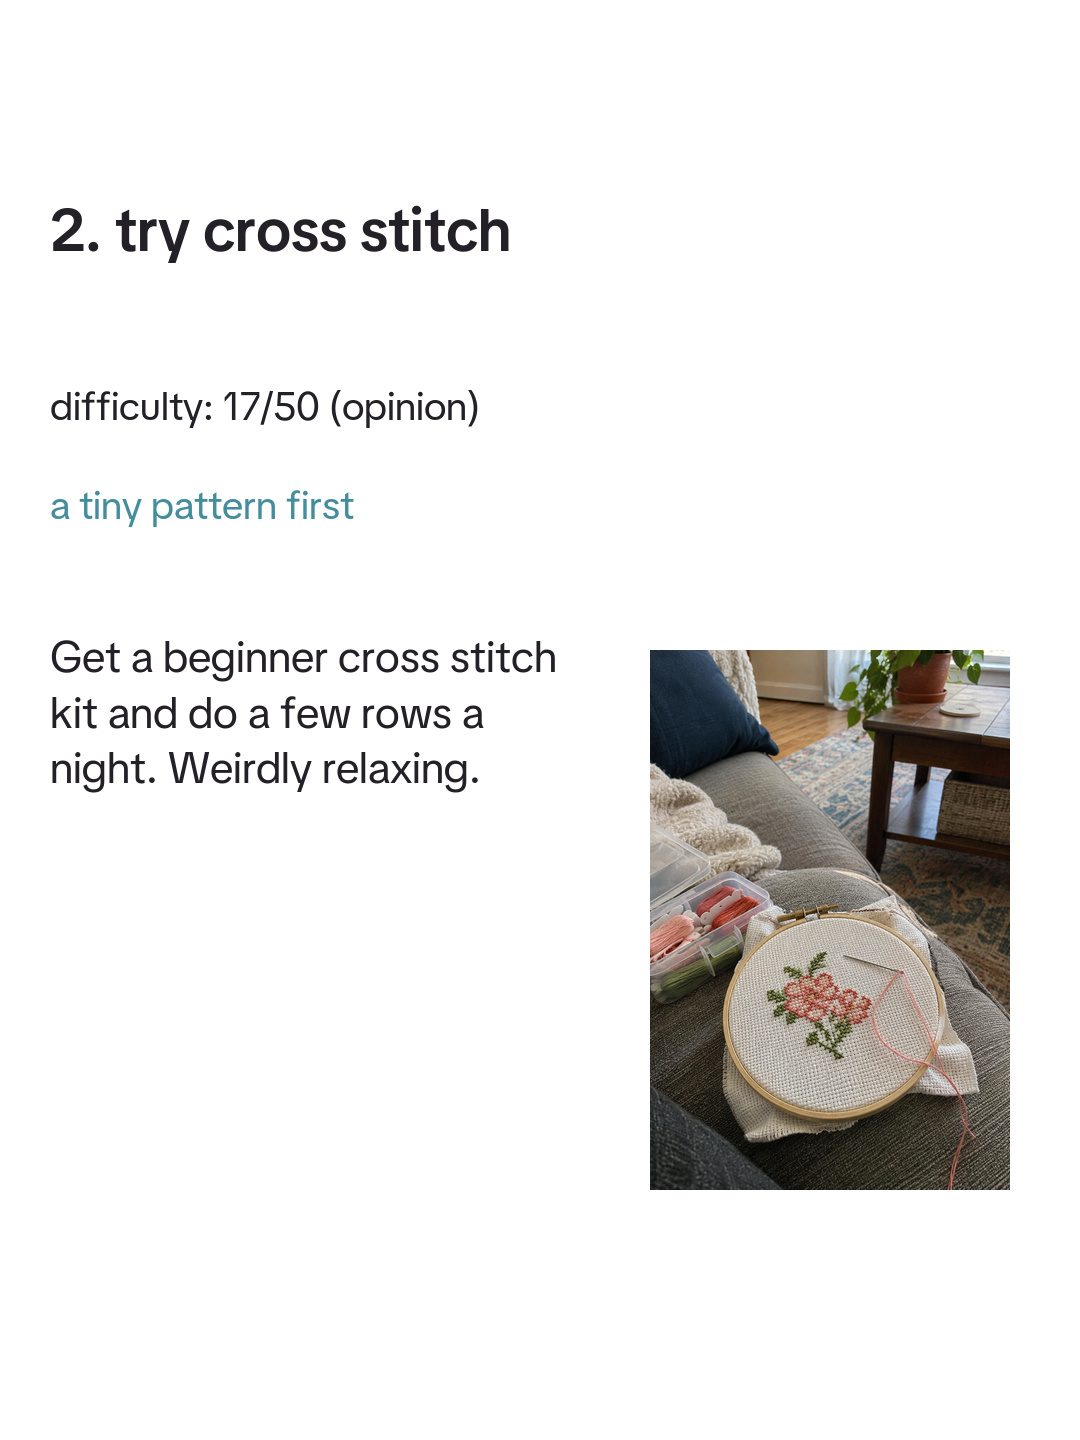 2. try cross stitch
difficulty: 17/50 (opinion)
a tiny pattern first
Get a beginner cross stitch
kit and do a few rows a
night. Weirdly relaxing.